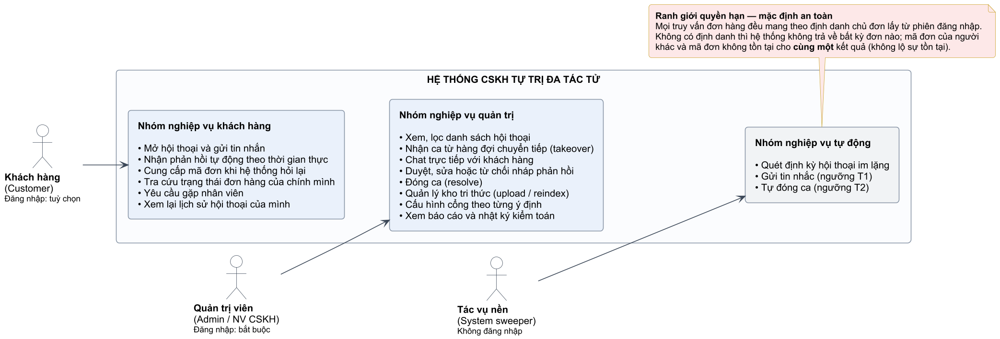 Ranh giới quyền hạn — mặc định an toàn
Mọi truy vấn đơn hàng đều mang theo định danh chủ đơn lấy từ phiên đăng nhập.
Không có định danh thì hệ thống không trả về bất kỳ đơn nào; mã đơn của người
khác và mã đơn không tồn tại cho cùng một kết quả (không lộ sự tồn tại).
HỆ THỐNG CSKH TỰ TRỊ ĐA TÁC TỬ
Nhóm nghiệp vụ khách hàng
• Mở hội thoại và gửi tin nhắn
• Nhận phản hồi tự động theo thời gian thực
• Cung cấp mã đơn khi hệ thống hỏi lại
• Tra cứu trạng thái đơn hàng của chính mình
• Yêu cầu gặp nhân viên
• Xem lại lịch sử hội thoại của mình
Nhóm nghiệp vụ quản trị
• Xem, lọc danh sách hội thoại
• Nhận ca từ hàng đợi chuyển tiếp (takeover)
• Chat trực tiếp với khách hàng
• Duyệt, sửa hoặc từ chối nháp phản hồi
• Đóng ca (resolve)
• Quản lý kho tri thức (upload / reindex)
• Cấu hình cổng theo từng ý định
• Xem báo cáo và nhật ký kiểm toán
Nhóm nghiệp vụ tự động
• Quét định kỳ hội thoại im lặng
• Gửi tin nhắc (ngưỡng T1)
• Tự đóng ca (ngưỡng T2)
Khách hàng
(Customer)
Đăng nhập: tuỳ chọn
Quản trị viên
(Admin / NV CSKH)
Đăng nhập: bắt buộc
Tác vụ nền
(System sweeper)
Không đăng nhập